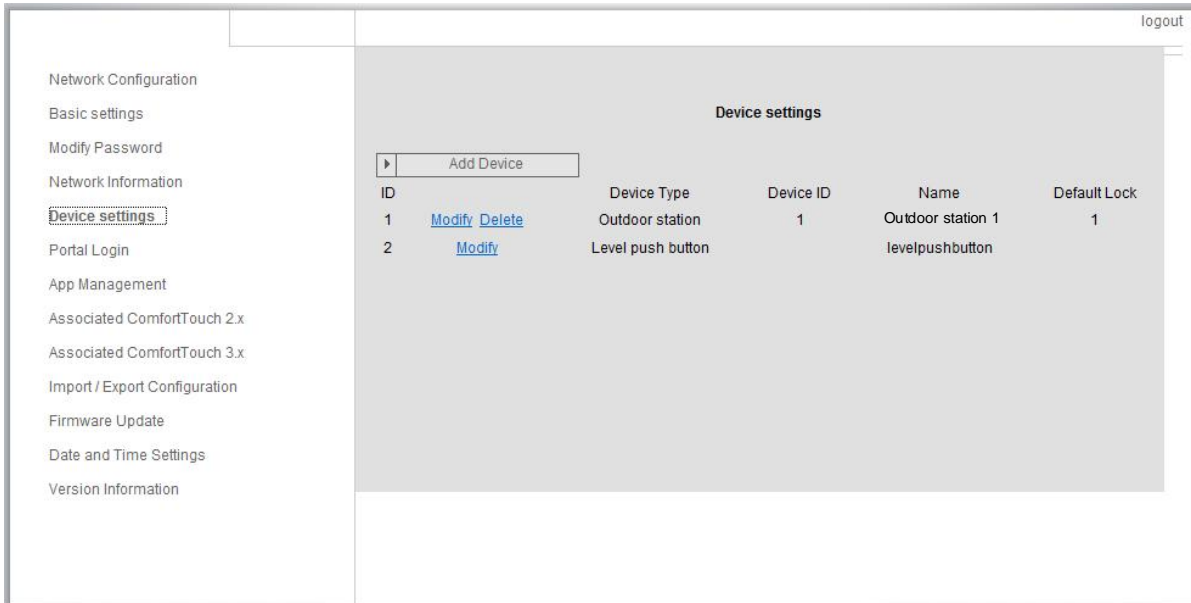 logout
Network Configuration
Basic settings
Modify Password
Network Information
Device settings
Portal Login
App Management
Associated ComfortTouch 2.x
Associated ComfortTouch 3.x
Import / Export Configuration
Firmware Update
Date and Time Settings
Version Information
Device settings
Add Device
ID Device Type Device ID Name Default Lock
1 Modify Delete Outdoor station 1 Outdoor station 1 1
2 Modify Level push button levelpushbutton